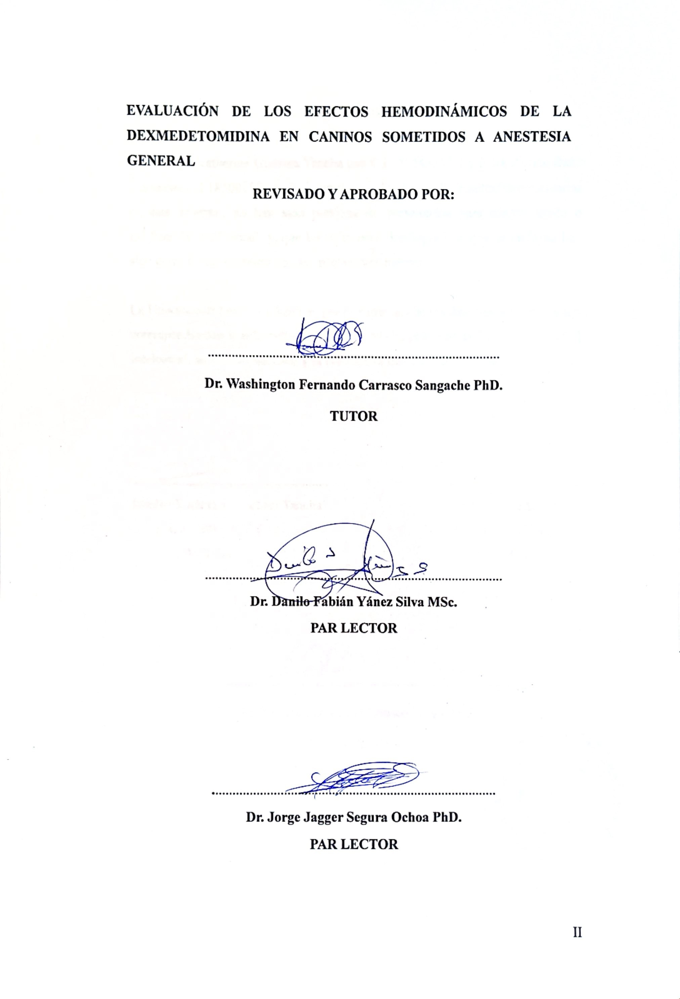 EVALUACIÓN DE LOS EFECTOS HEMODINÁMICOS DE LA
DEXMEDETOMIDINA EN CANINOS SOMETIDOS A ANESTESIA
GENERAL
REVISADO Y APROBADO POR:
Dr. Washington Fernando Carrasco Sangache PhD.
TUTOR
Dr. Danilo Fabián Yánez Silva MSc.
PAR LECTOR
Dr. Jorge Jagger Segura Ochoa PhD.
PAR LECTOR
II